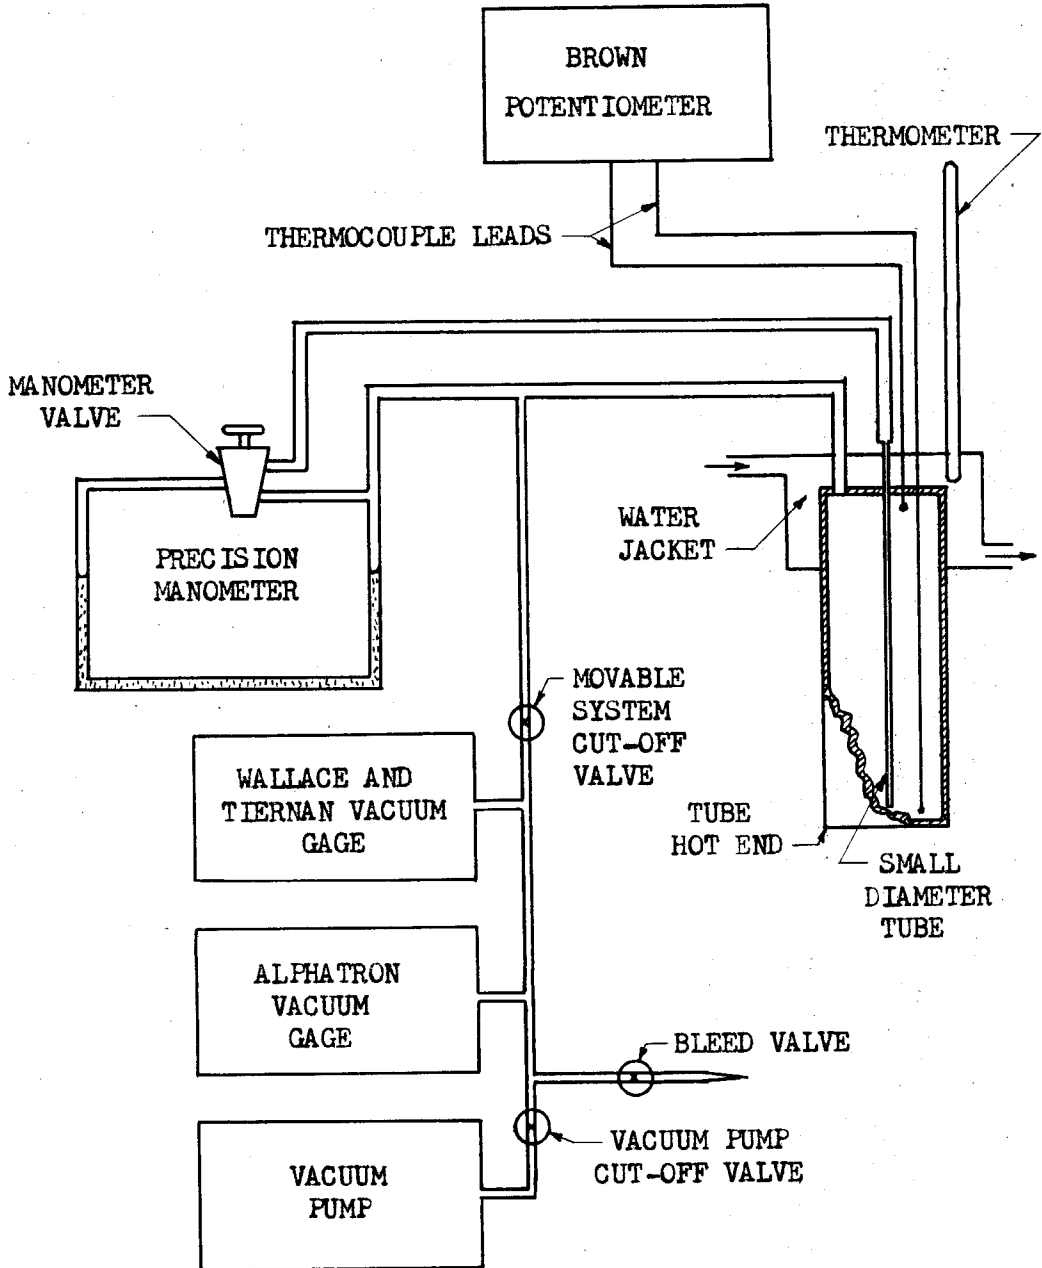 BROWN
POTENTIOMETER
THERMOMETER
THERMOCOUPLE LEADS
MANOMETER
VALVE
WATER
JACKET
PRECISION
MANOMETER
MOVABLE
SYSTEM
CUT-OFF
VALVE
WALLACE AND
TIERNAN VACUUM
GAGE
TUBE
HOT END
SMALL
DIAMETER
TUBE
ALPHATRON
VACUUM
GAGE
BLEED VALVE
VACUUM PUMP
CUT-OFF VALVE
VACUUM
PUMP